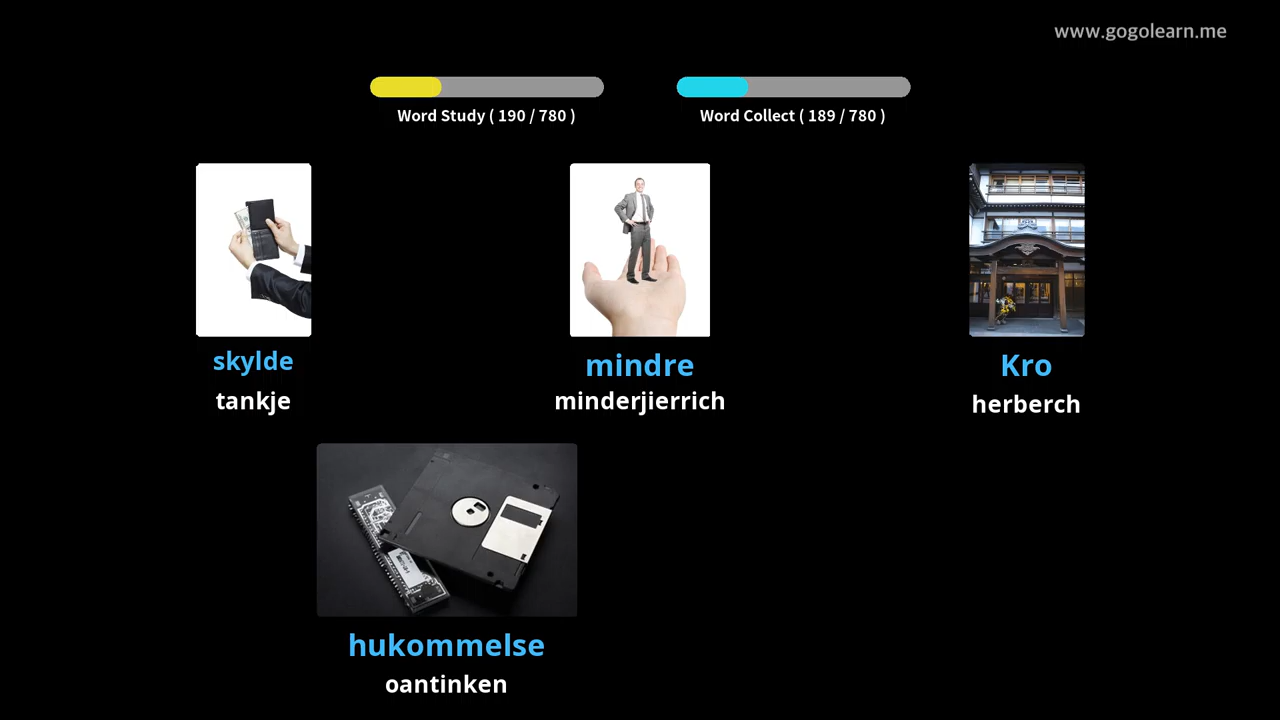 www.gogolearn.me
Word Study ( 190 / 780 )
Word Collect ( 189 / 780 )
skylde
tankje
mindre
minderjierrich
Kro
herberch
hukommelse
oantinken